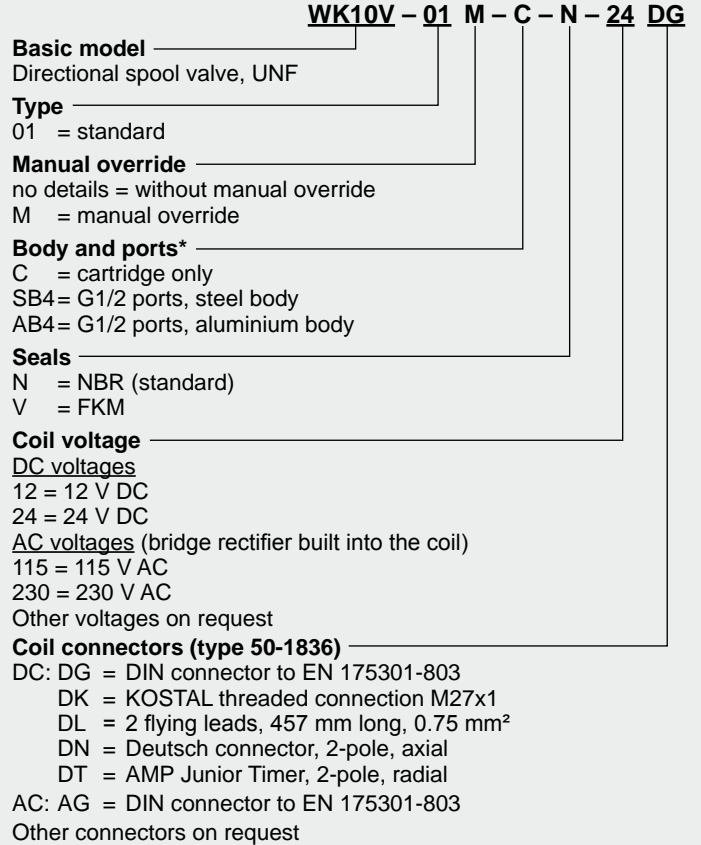 WK10V – 01 M – C – N – 24 DG
Basic model
Directional spool valve, UNF
Type
01 = standard
Manual override
no details = without manual override
M = manual override
Body and ports*
C = cartridge only
SB4 = G1/2 ports, steel body
AB4 = G1/2 ports, aluminium body
Seals
N = NBR (standard)
V = FKM
Coil voltage
DC voltages
12 = 12 V DC
24 = 24 V DC
AC voltages (bridge rectifier built into the coil)
115 = 115 V AC
230 = 230 V AC
Other voltages on request
Coil connectors (type 50-1836)
DC: DG = DIN connector to EN 175301-803
DK = KOSTAL threaded connection M27x1
DL = 2 flying leads, 457 mm long, 0.75 mm²
DN = Deutsch connector, 2-pole, axial
DT = AMP Junior Timer, 2-pole, radial
AC: AG = DIN connector to EN 175301-803
Other connectors on request